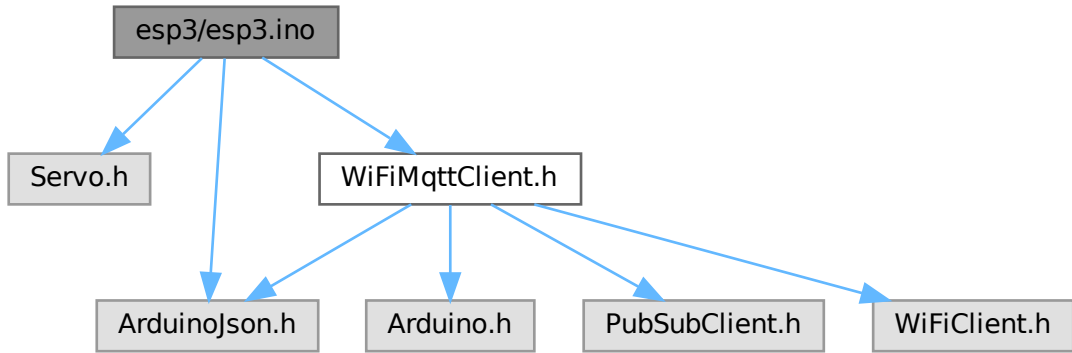 esp3/esp3.ino
Servo.h
WiFiMqttClient.h
ArduinoJson.h
Arduino.h
PubSubClient.h
WiFiClient.h